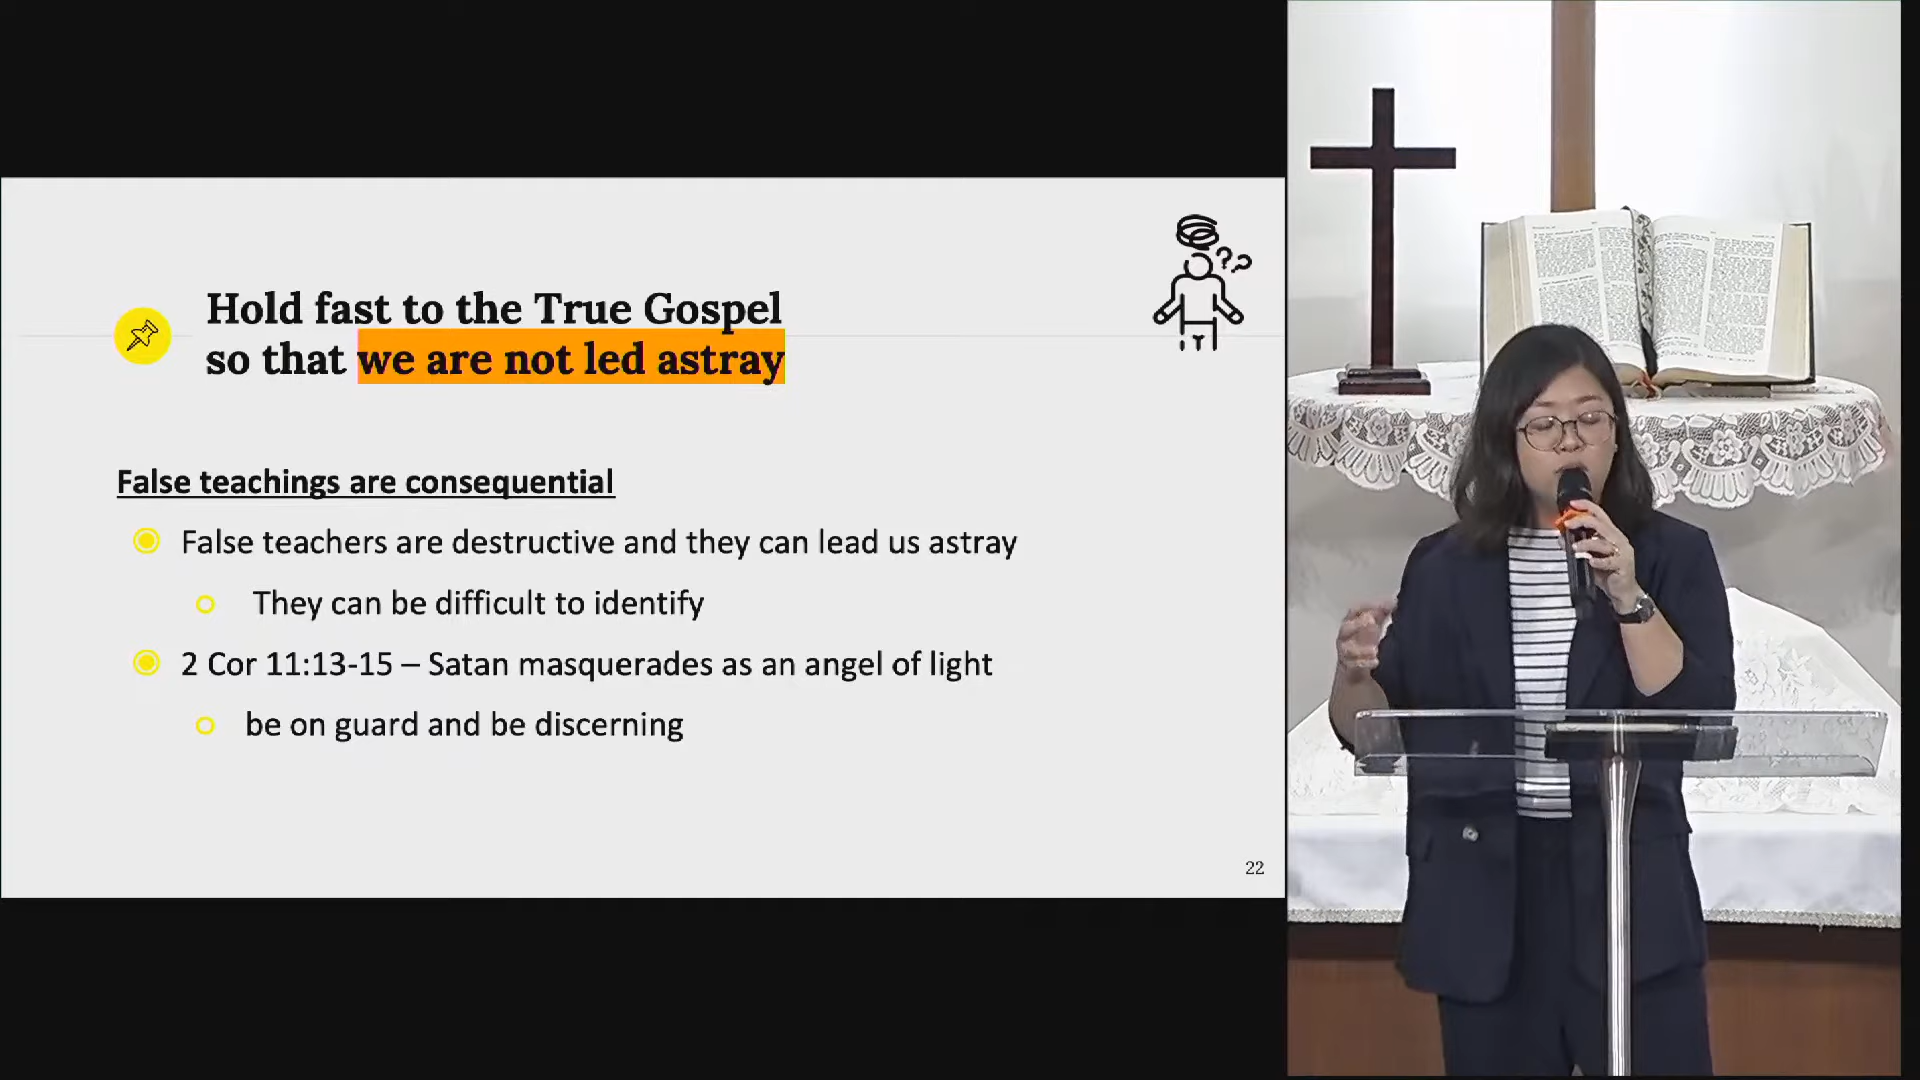 Hold fast to the True Gospel
so that we are not led astray
False teachings are consequential
False teachers are destructive and they can lead us astray
They can be difficult to identify
2 Cor 11:13-15 – Satan masquerades as an angel of light
be on guard and be discerning
22